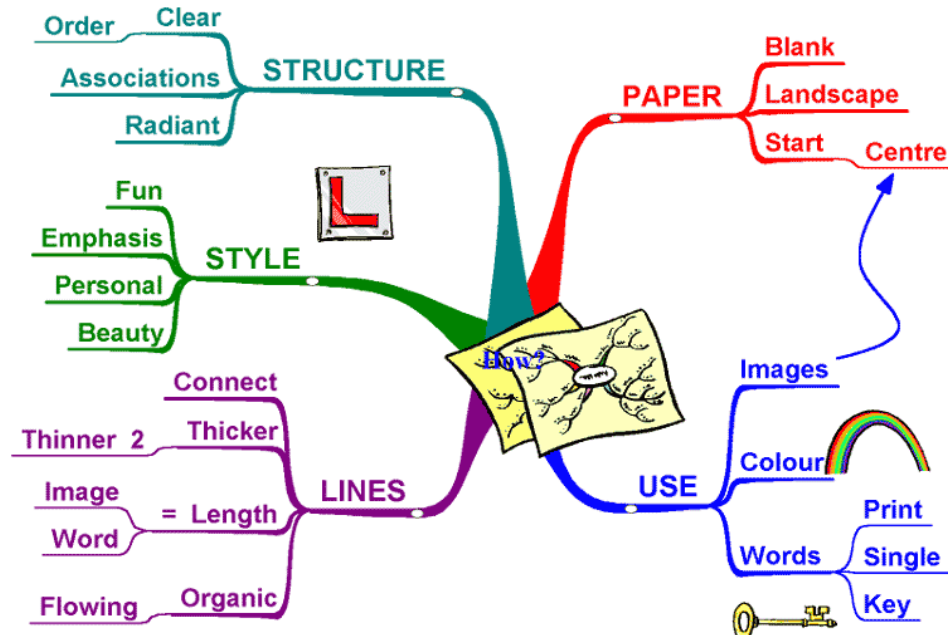 How?
PAPER
Blank
Landscape
Start
Centre
USE
Images
Colour
Words
Print
Single
Key
LINES
Connect
Thicker
Thinner 2
= Length
Image
Word
Organic
Flowing
STYLE
Fun
Emphasis
Personal
Beauty
STRUCTURE
Clear
Order
Associations
Radiant
L